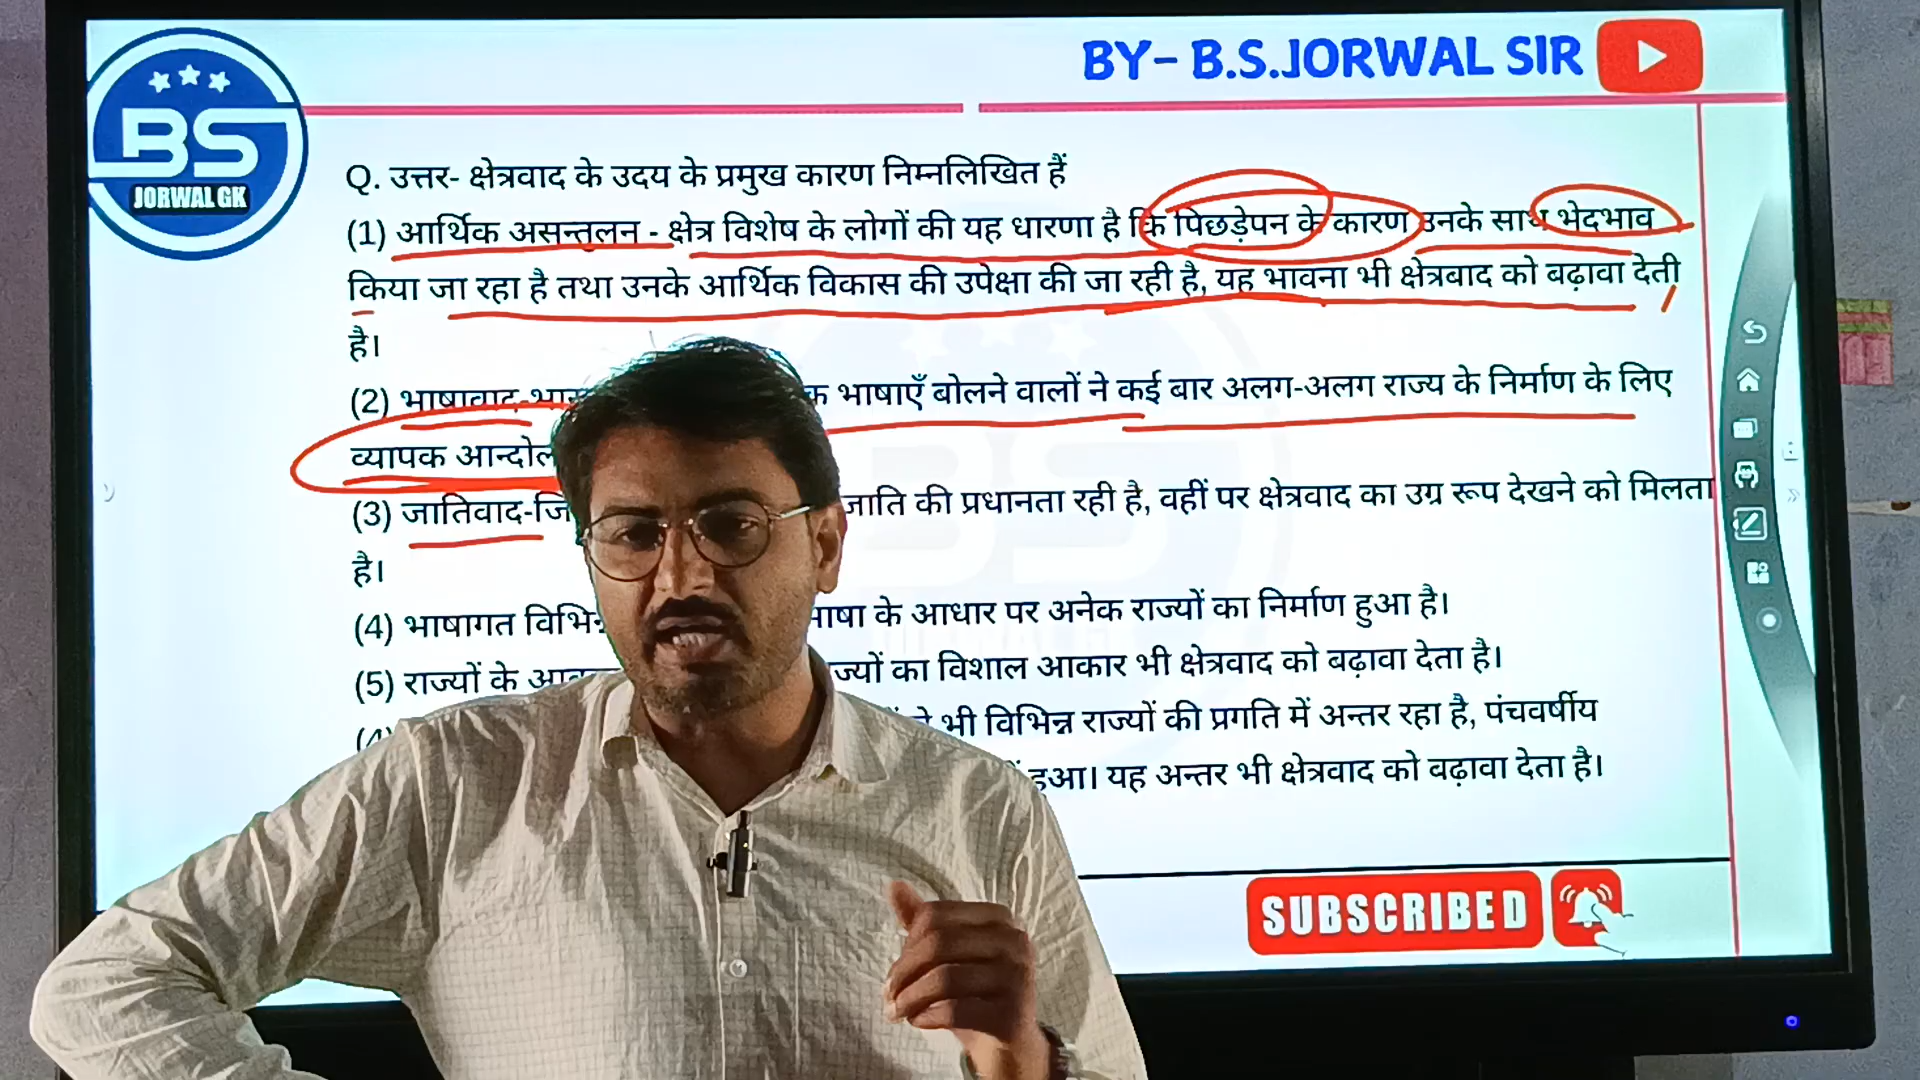 BY- B.S.JORWAL SIR
BS
JORWAL GK
Q. उत्तर- क्षेत्रवाद के उदय के प्रमुख कारण निम्नलिखित हैं
(1) आर्थिक असन्तुलन - क्षेत्र विशेष के लोगों की यह धारणा है कि पिछड़ेपन के कारण उनके साथ भेदभाव
किया जा रहा है तथा उनके आर्थिक विकास की उपेक्षा की जा रही है, यह भावना भी क्षेत्रबाद को बढ़ावा देती
है।
(2) भाषावाद- भाषाएँ बोलने वालों ने कई बार अलग-अलग राज्य के निर्माण के लिए
व्यापक
(3) जातिवाद- जाति की प्रधानता रही है, वहीं पर क्षेत्रवाद का उग्र रूप देखने को मिलता
है।
(4) भाषागत के आधार पर अनेक राज्यों का निर्माण हुआ है।
(5) राज्यों के का विशाल आकार भी क्षेत्रवाद को बढ़ावा देता है।
भी विभिन्न राज्यों की प्रगति में अन्तर रहा है, पंचवर्षीय
हुआ। यह अन्तर भी क्षेत्रवाद को बढ़ावा देता है।
SUBSCRIBED